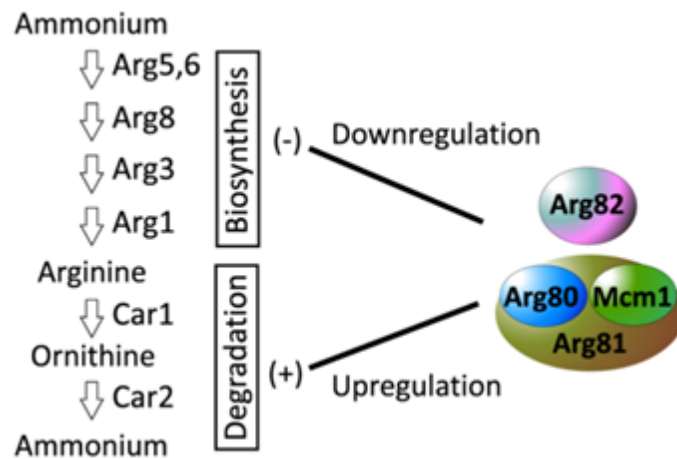 Ammonium
Arg5,6
Arg8
Arg3
Arg1
Biosynthesis
(-)
Downregulation
Arg82
Arginine
Car1
Ornithine
Car2
Ammonium
Degradation
(+)
Upregulation
Arg80
Mcm1
Arg81